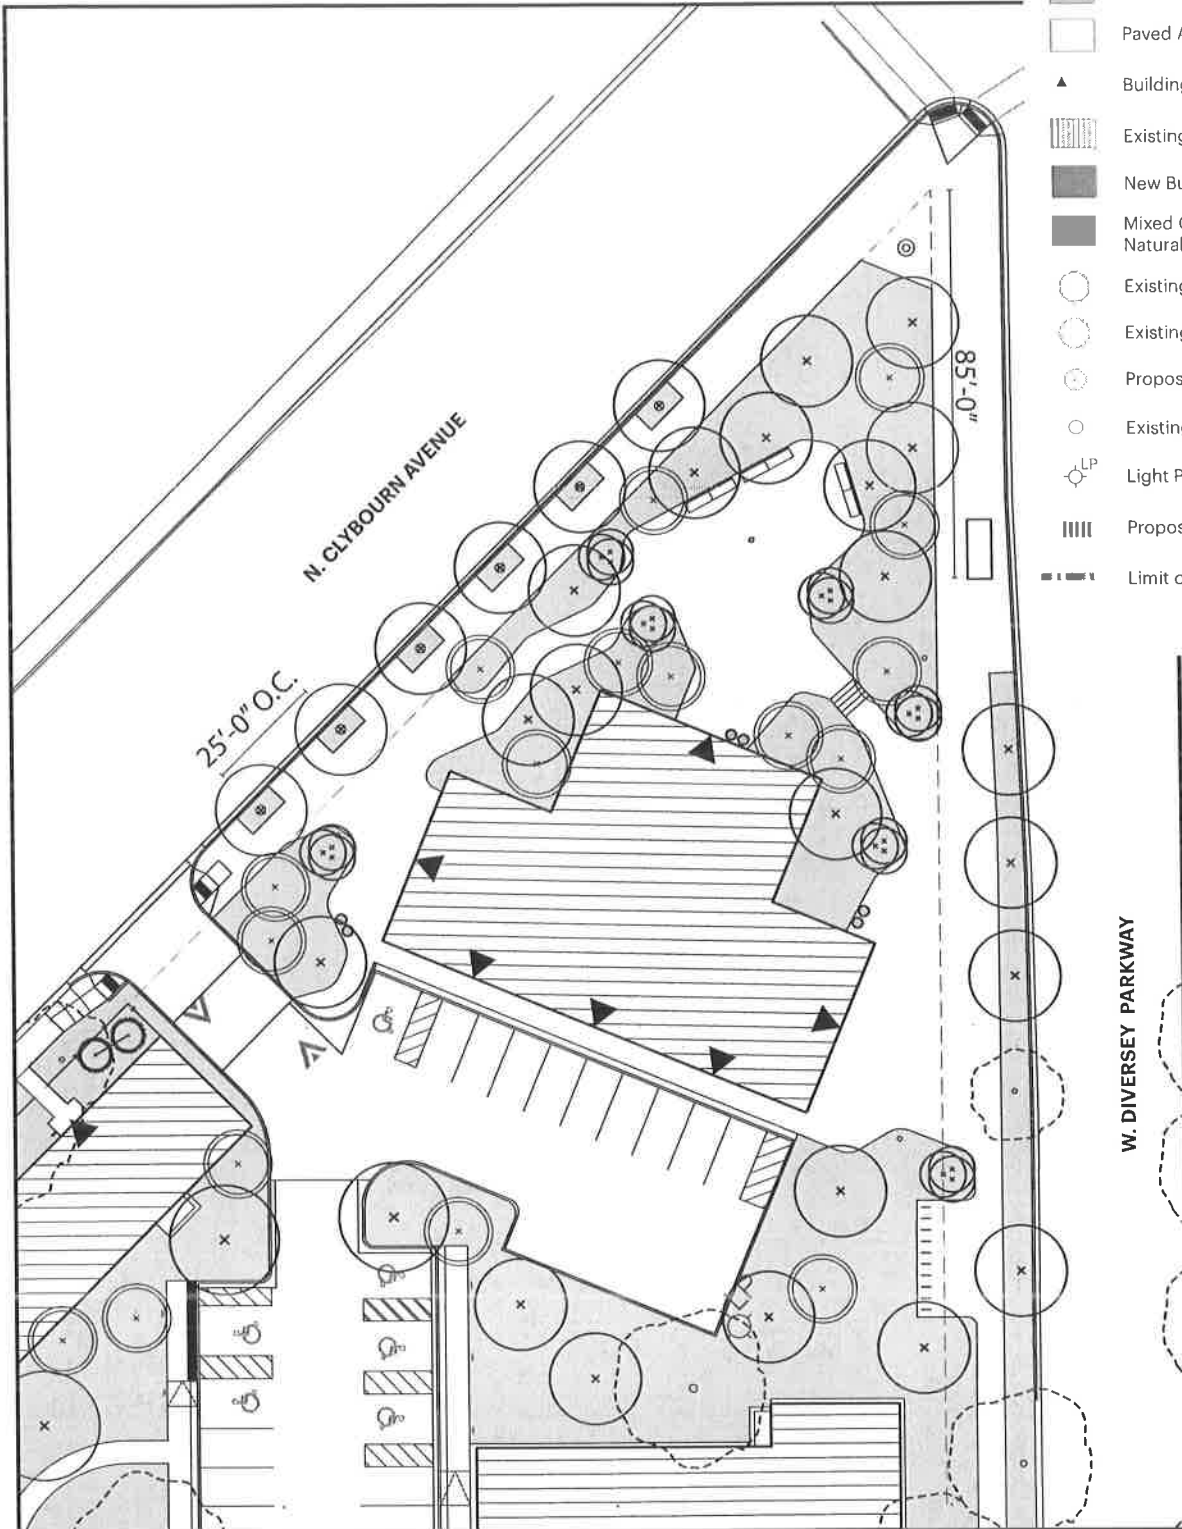 Paved A
Building
Existing
New Bu
Mixed
Natural
Existing
Existing
Propos
Existing
LP
Light P
Propos
Limit o
85'-0"
N. CLYBOURN AVENUE
25'-0" O.C.
W. DIVERSEY PARKWAY